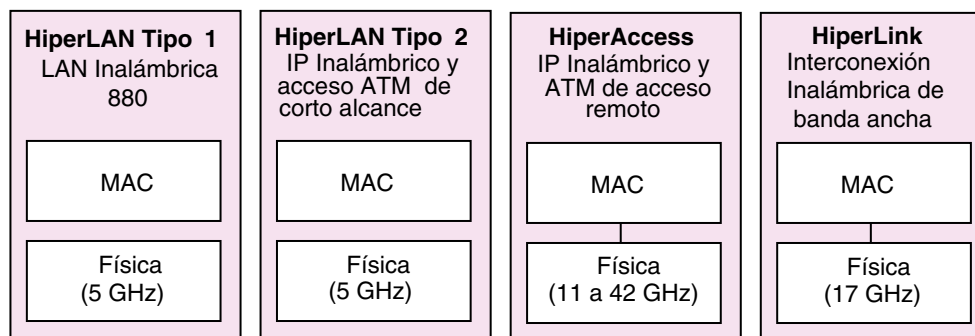 HiperLAN Tipo 1
LAN Inalámbrica
880
MAC
Física
(5 GHz)
HiperLAN Tipo 2
IP Inalámbrico y
acceso ATM de
corto alcance
MAC
Física
(5 GHz)
HiperAccess
IP Inalámbrico y
ATM de acceso
remoto
MAC
Física
(11 a 42 GHz)
HiperLink
Interconexión
Inalámbrica de
banda ancha
MAC
Física
(17 GHz)